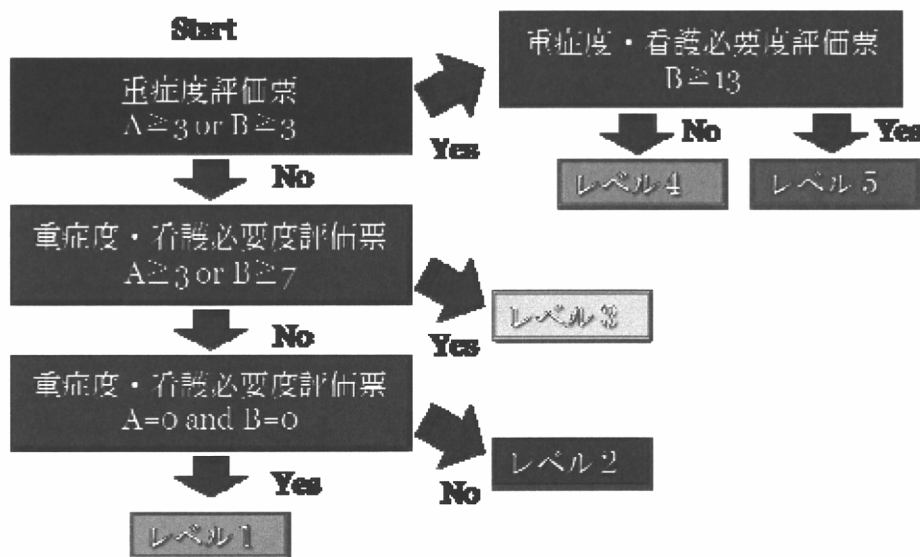 Start
重症度評価票
A≧3 or B≧3
Yes
重症度・看護必要度評価票
B≧13
No
Yes
レベル4
レベル5
No
重症度・看護必要度評価票
A≧3 or B≧7
Yes
レベル3
No
重症度・看護必要度評価票
A=0 and B=0
No
レベル2
Yes
レベル1